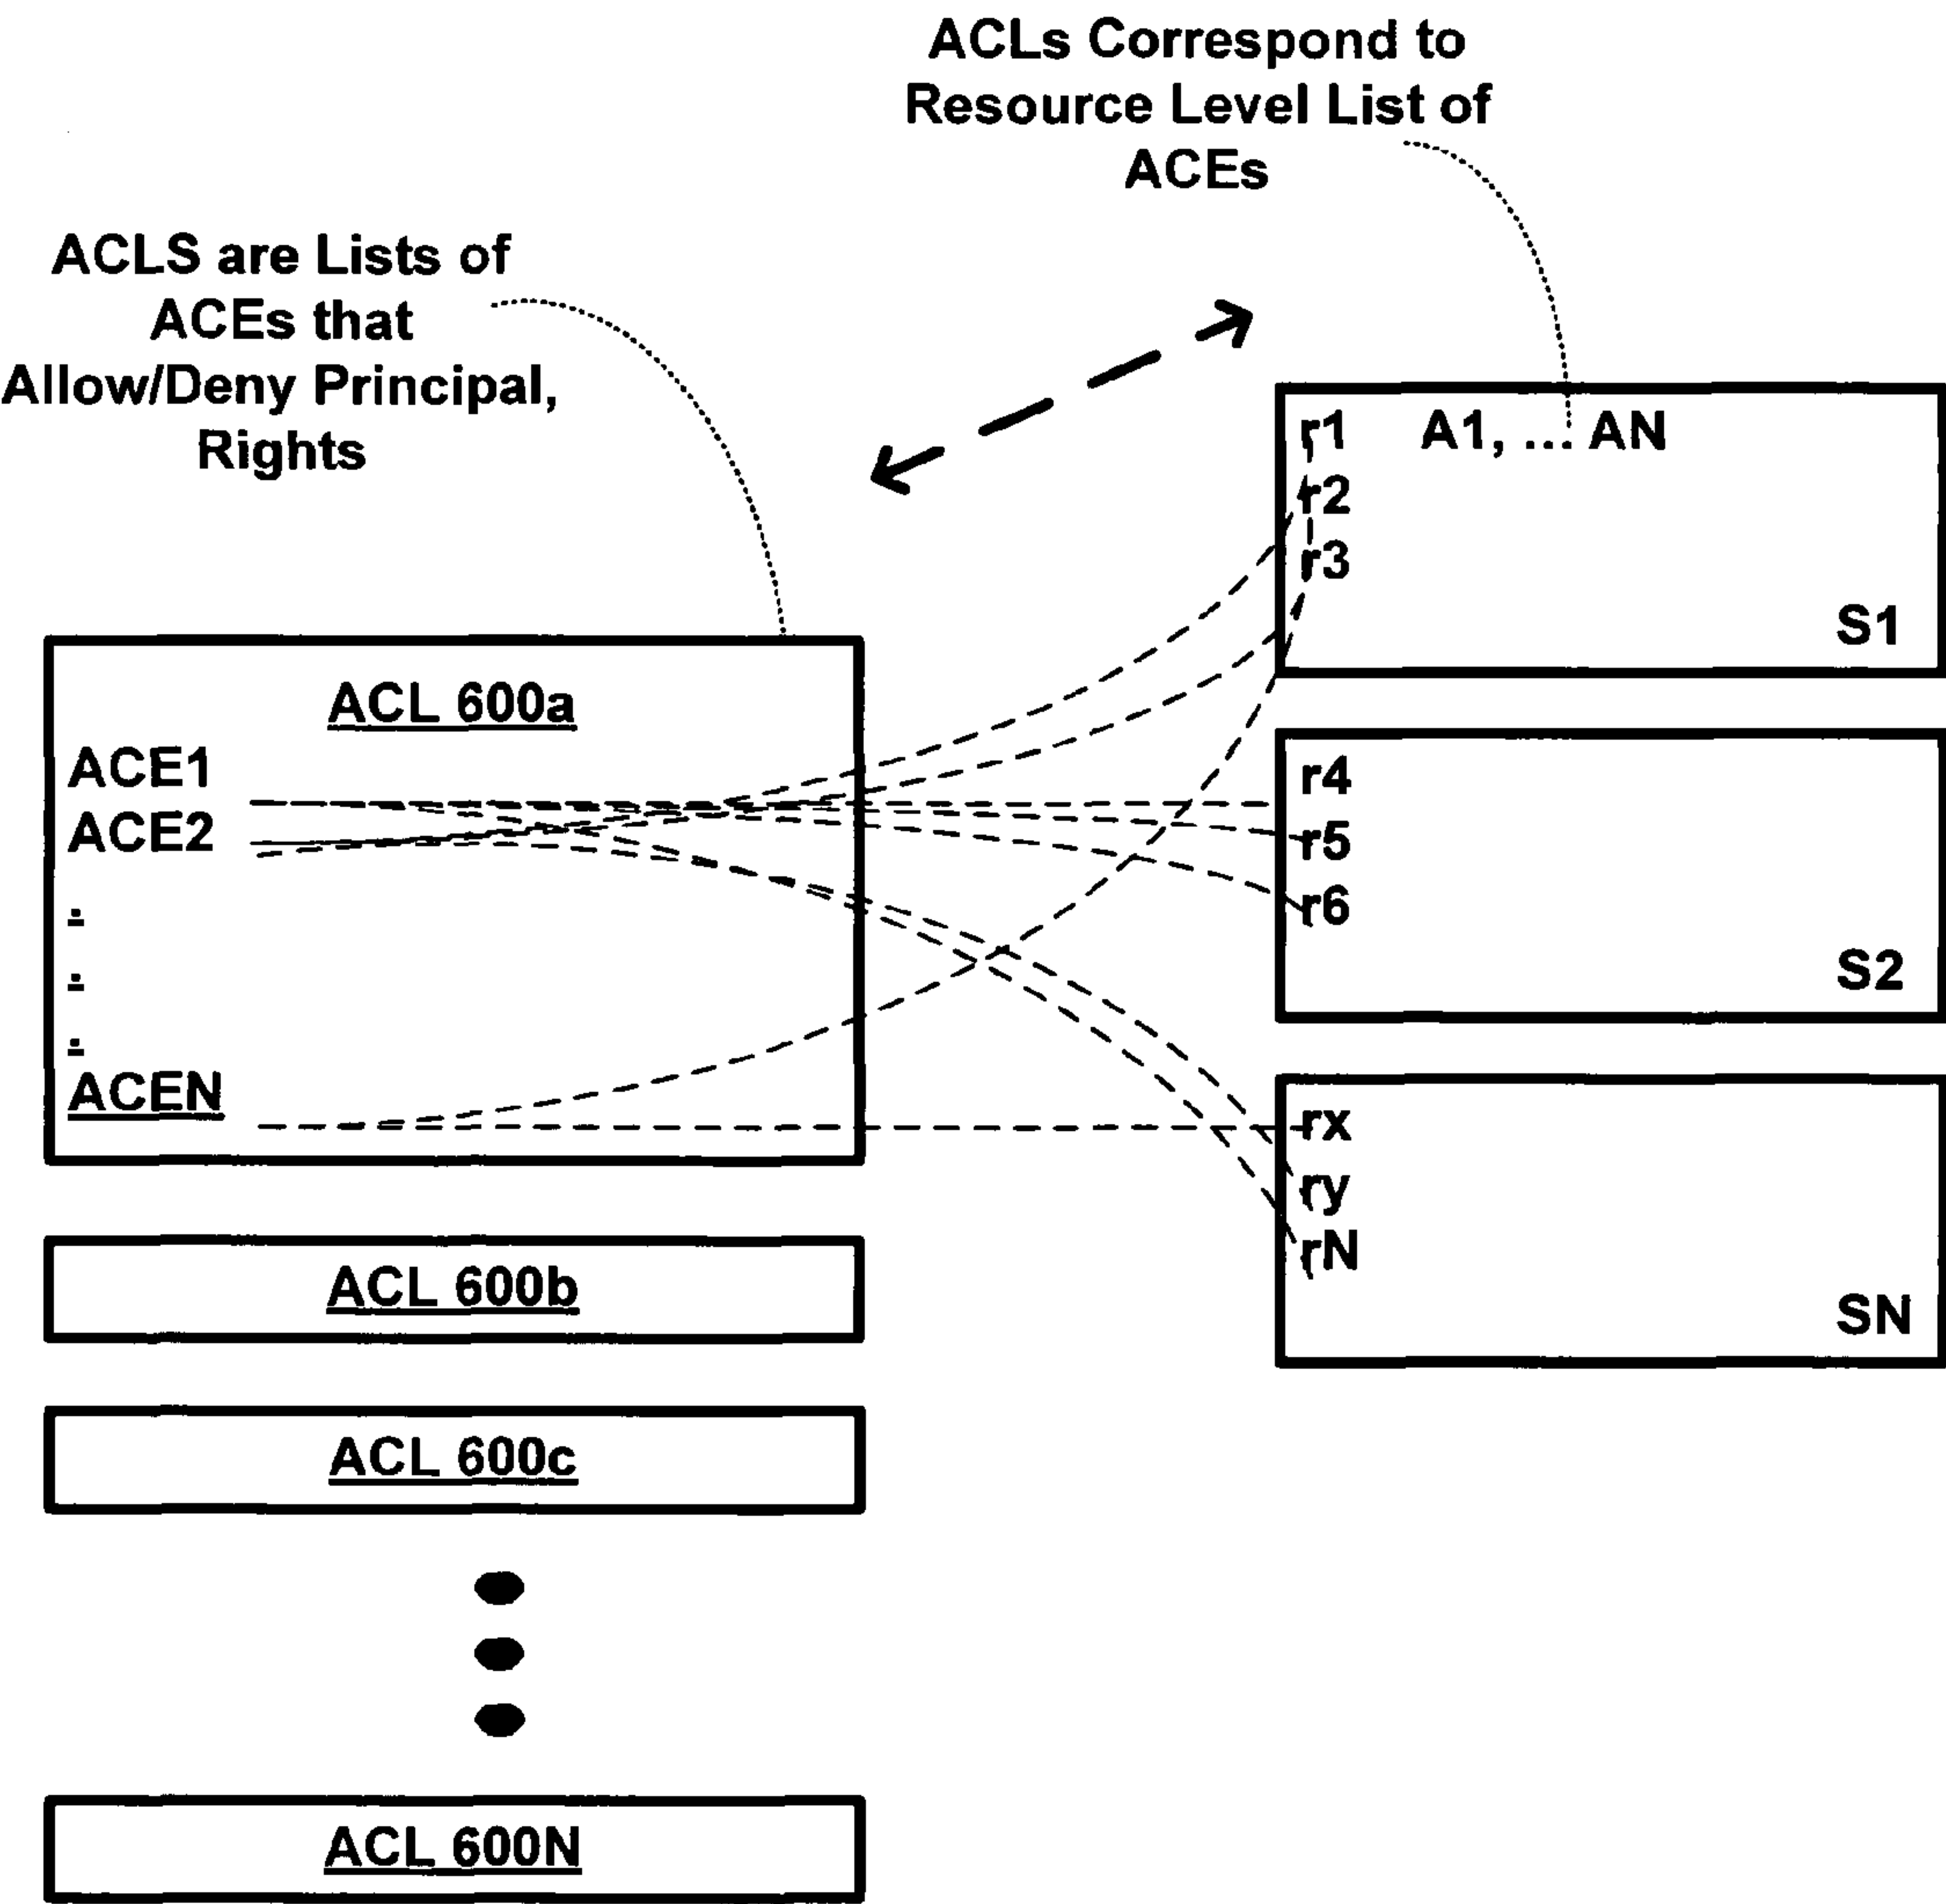 ACLs Correspond to
Resource Level List of
ACEs
ACLS are Lists of
ACEs that
Allow/Deny Principal,
Rights
r1 A1, ... AN
r2
r3
S1
ACL 600a
ACE1
ACE2
.
.
.
ACEN
r4
r5
r6
S2
rx
ry
rN
SN
ACL 600b
ACL 600c
ACL 600N